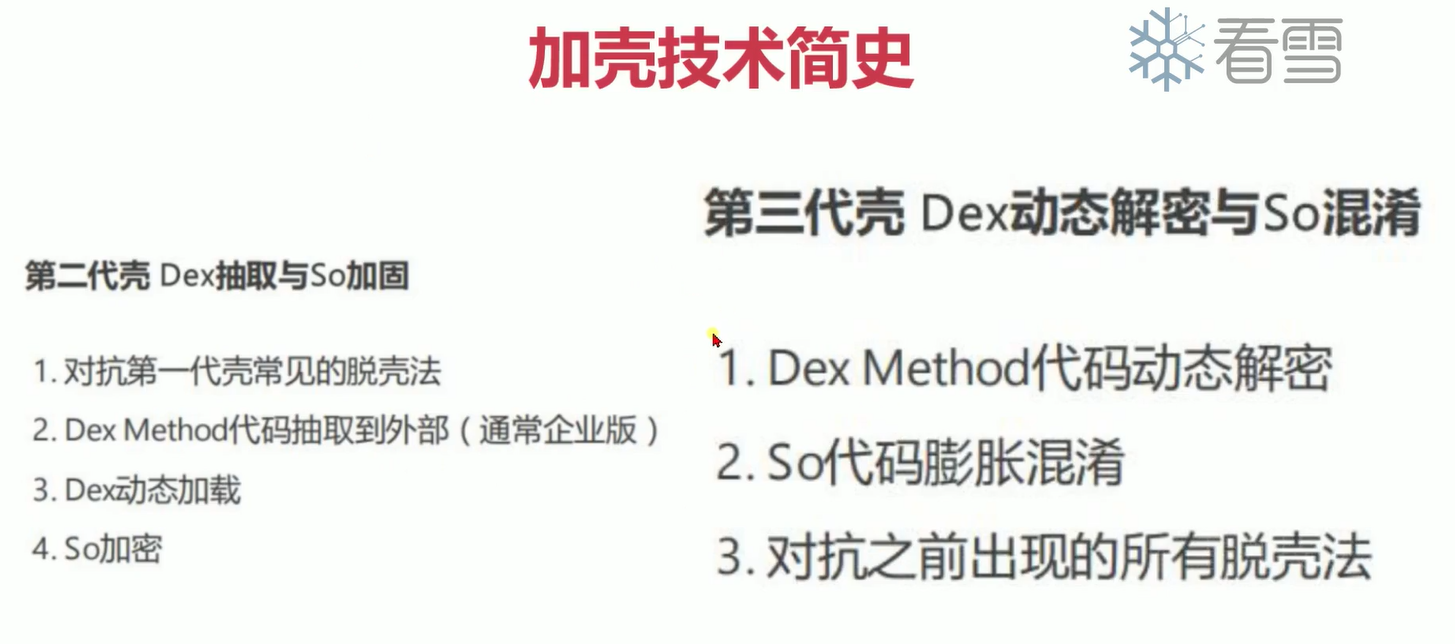 加壳技术简史
看雪
第二代壳 Dex抽取与So加固
1. 对抗第一代壳常见的脱壳法
2. Dex Method代码抽取到外部（通常企业版）
3. Dex动态加载
4. So加密
第三代壳 Dex动态解密与So混淆
1. Dex Method代码动态解密
2. So代码膨胀混淆
3. 对抗之前出现的所有脱壳法